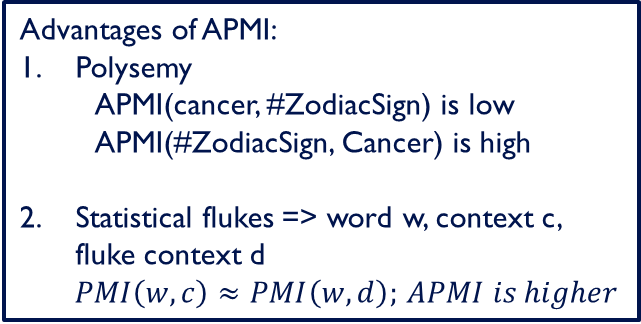 Advantages of APMI:
1. Polysemy
APMI(cancer, #ZodiacSign) is low
APMI(#ZodiacSign, Cancer) is high
2. Statistical flukes => word w, context c,
fluke context d
PMI(w, c) ≈ PMI(w, d); APMI is higher